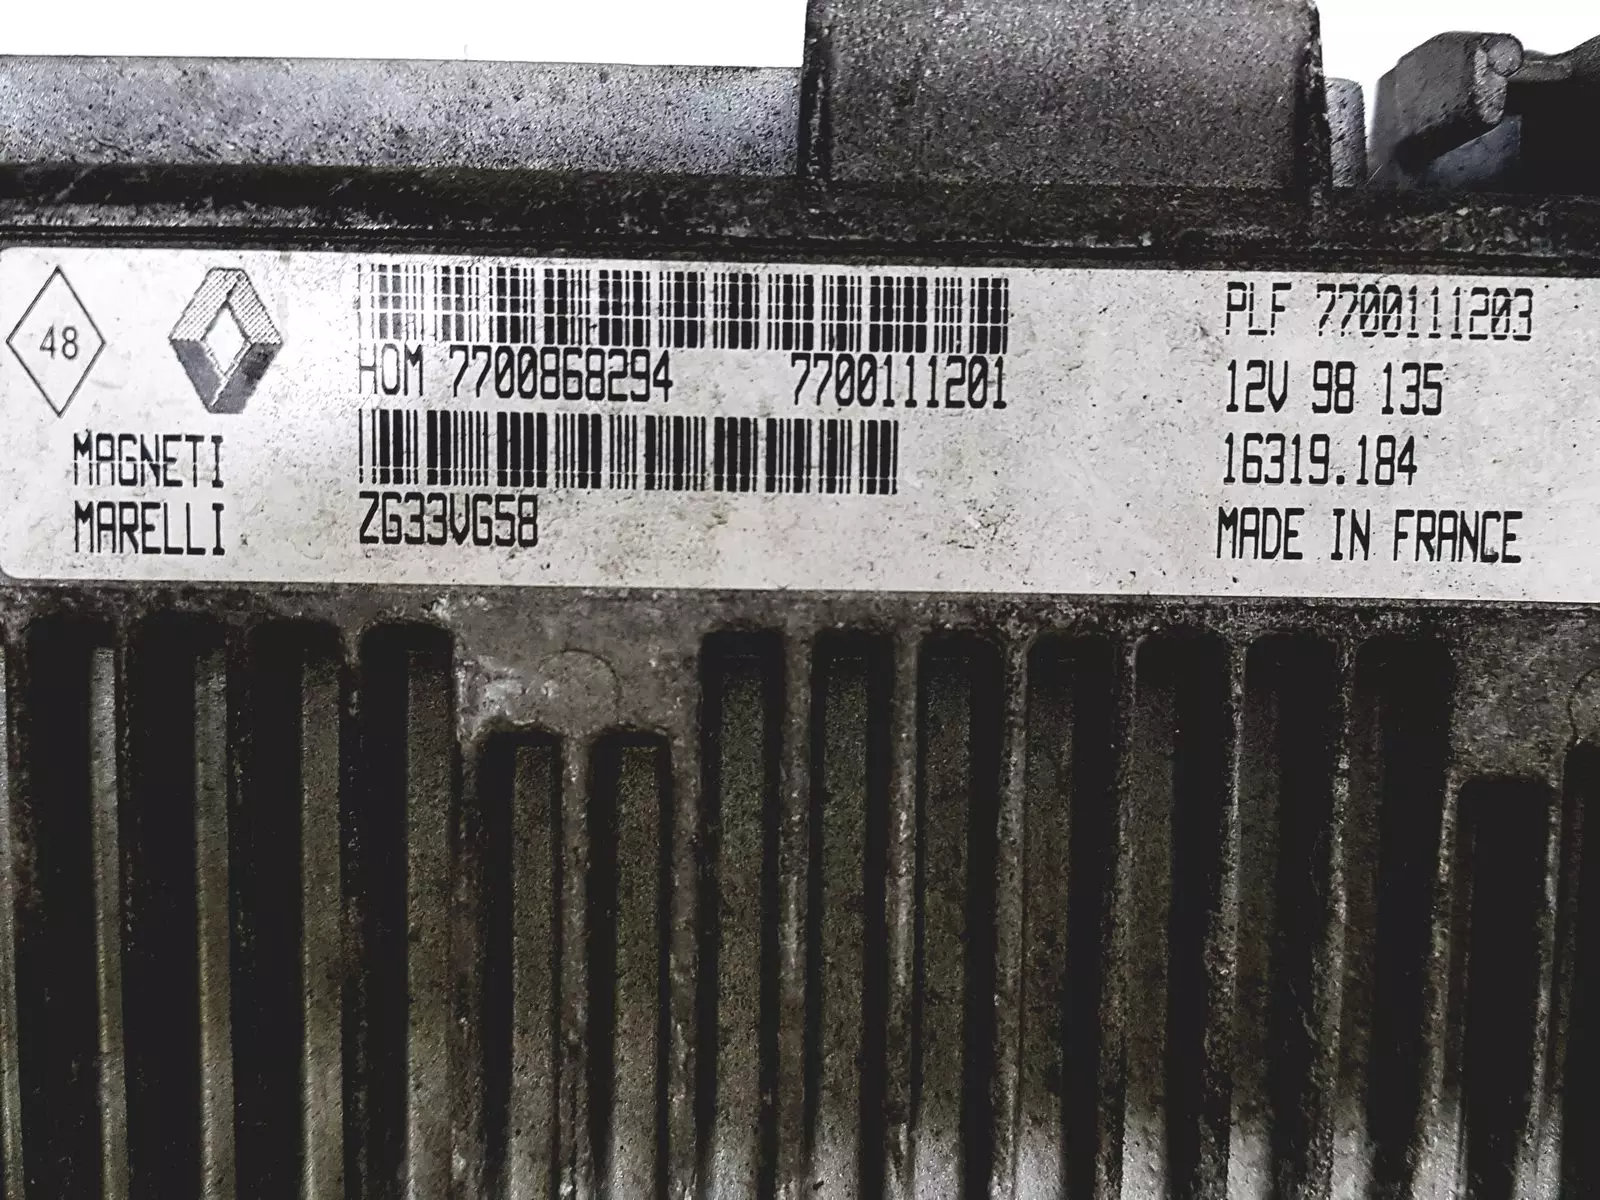 48
HOM 7700868294 7700111201
ZG33VG58
MAGNETI
MARELLI
PLF 7700111203
12V 98 135
16319.184
MADE IN FRANCE